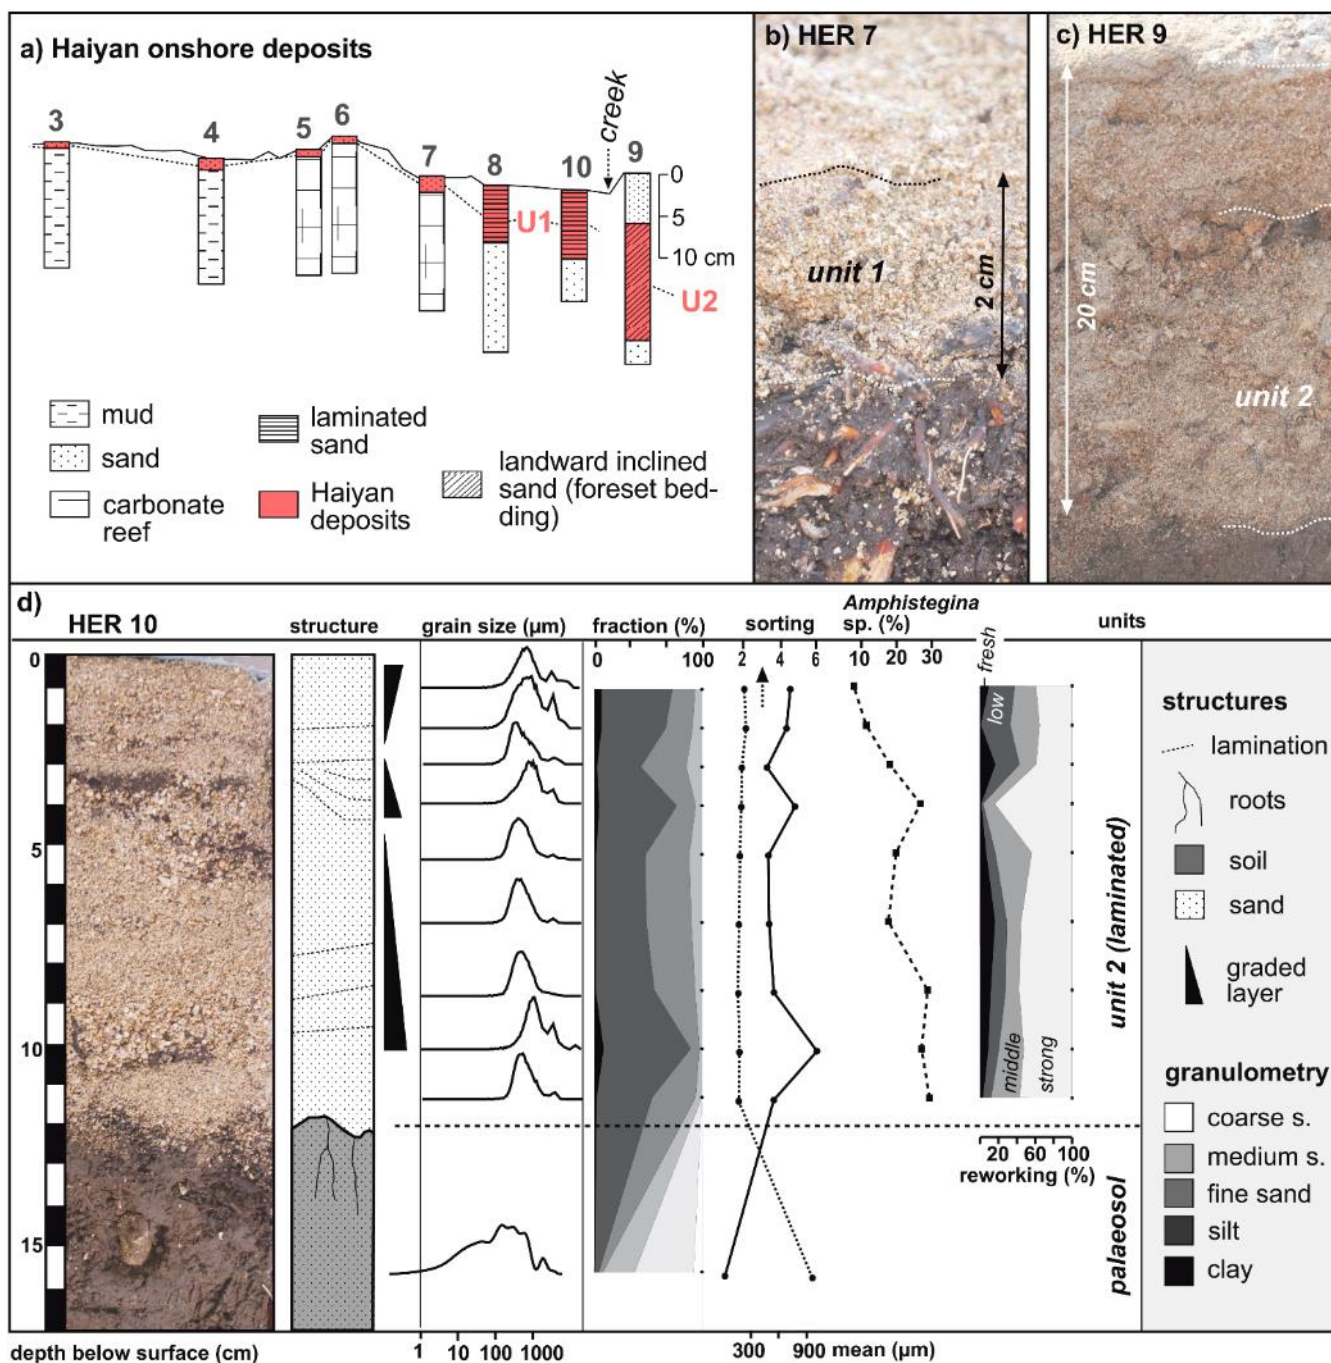 a) Haiyan onshore deposits
3
4
5
6
7
8
10
creek
9
0
5
10 cm
U1
U2
mud
sand
carbonate
reef
laminated
sand
Haiyan
deposits
landward inclined
sand (foreset bed-
ding)
b) HER 7
unit 1
2 cm
c) HER 9
20 cm
unit 2
d)
HER 10
structure
grain size (µm)
fraction (%)
sorting
Amphistegina
sp. (%)
units
0 100
2 4 6
10 20 30
fresh
low
middle
strong
0
5
10
15
unit 2 (laminated)
palaeosol
20 60 100
reworking (%)
depth below surface (cm)
1 10 100 1000
300 900 mean (µm)
structures
lamination
roots
soil
sand
graded
layer
granulometry
coarse s.
medium s.
fine sand
silt
clay